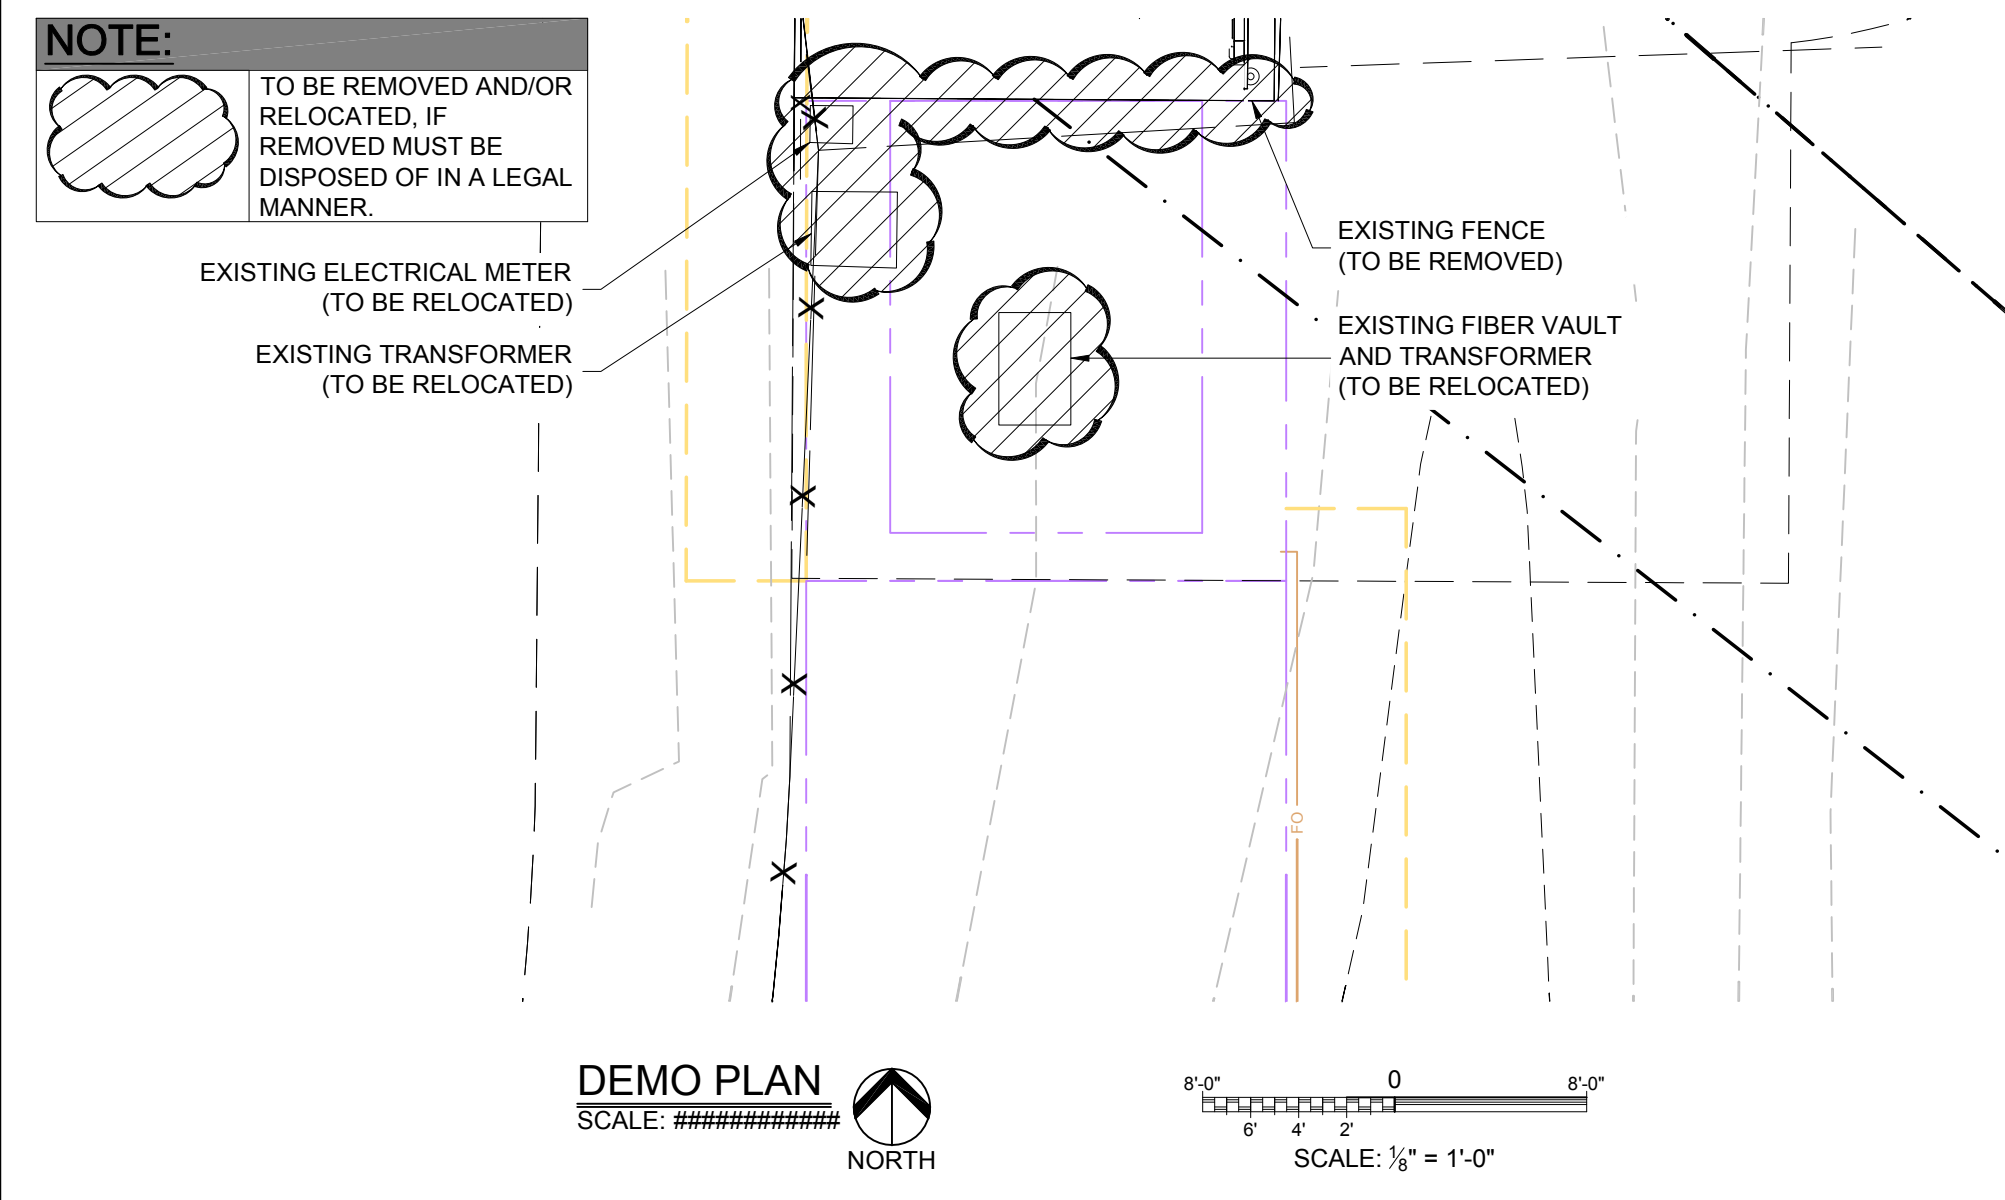 NOTE:
TO BE REMOVED AND/OR
RELOCATED, IF
REMOVED MUST BE
DISPOSED OF IN A LEGAL
MANNER.
EXISTING ELECTRICAL METER
(TO BE RELOCATED)
EXISTING TRANSFORMER
(TO BE RELOCATED)
EXISTING FENCE
(TO BE REMOVED)
EXISTING FIBER VAULT
AND TRANSFORMER
(TO BE RELOCATED)
FO
DEMO PLAN
SCALE: ############
NORTH
8'-0" 0 8'-0"
6' 4' 2'
SCALE: ⅛" = 1'-0"